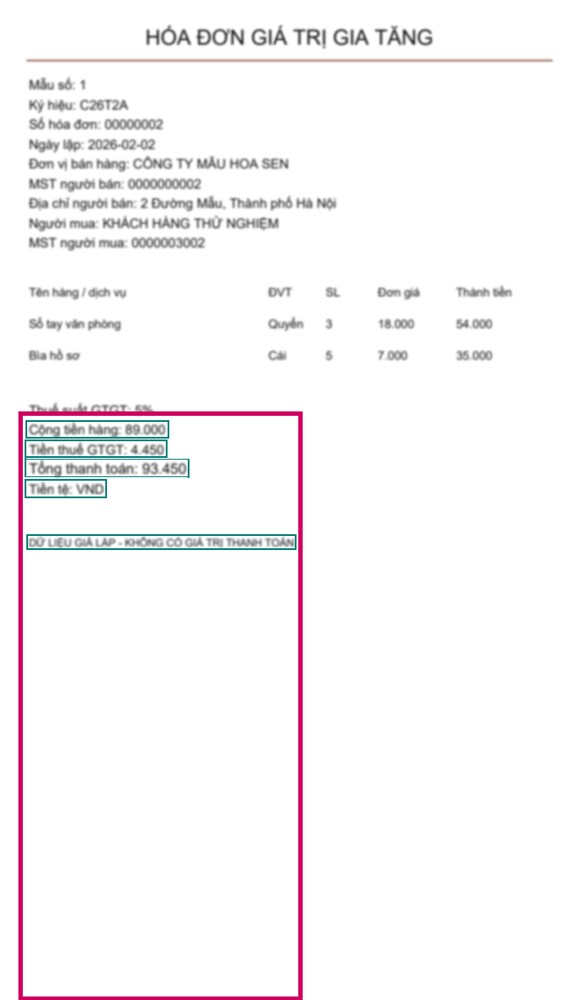 HÓA ĐƠN GIÁ TRỊ GIA TĂNG
Mẫu số: 1
Ký hiệu: C26T2A
Số hóa đơn: 00000002
Ngày lập: 2026-02-02
Đơn vị bán hàng: CÔNG TY MẪU HOA SEN
MST người bán: 0000000002
Địa chỉ người bán: 2 Đường Mẫu, Thành phố Hà Nội
Người mua: KHÁCH HÀNG THỬ NGHIỆM
MST người mua: 0000003002
Tên hàng / dịch vụ ĐVT SL Đơn giá Thành tiền
Sổ tay văn phòng Quyển 3 18.000 54.000
Bìa hồ sơ Cái 5 7.000 35.000
Thuế suất GTGT: 5%
Cộng tiền hàng: 89.000
Tiền thuế GTGT: 4.450
Tổng thanh toán: 93.450
Tiền tệ: VND
DỮ LIỆU GIẢ LẬP - KHÔNG CÓ GIÁ TRỊ THANH TOÁN